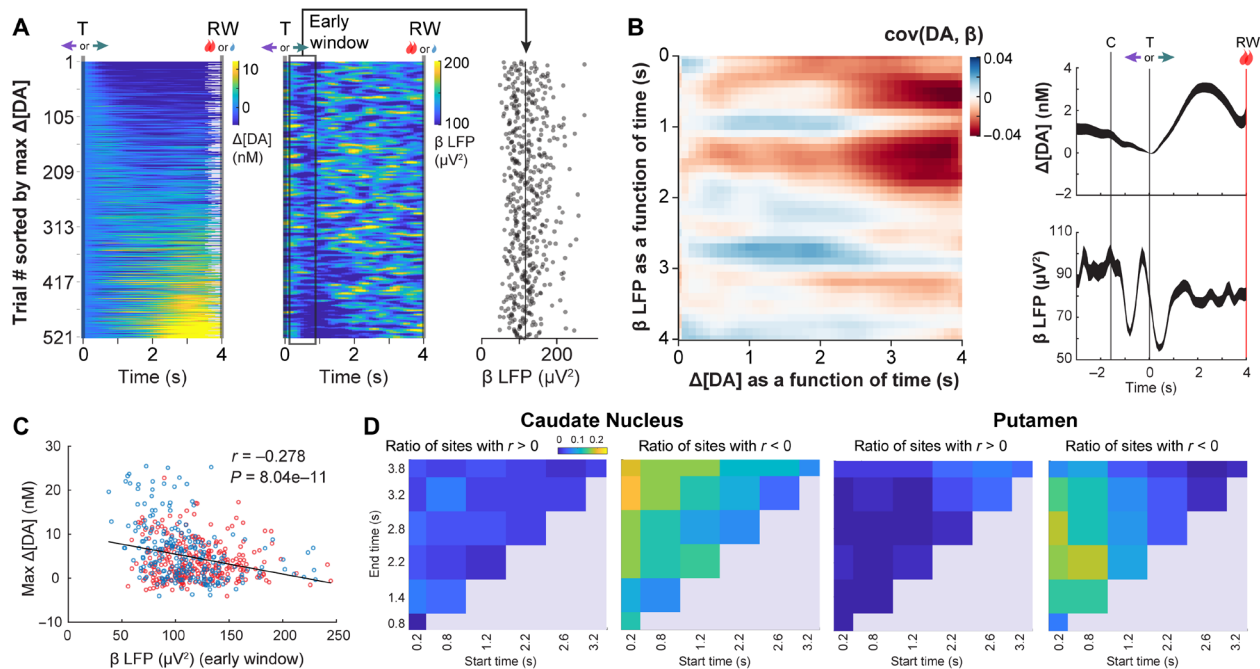 A
T
or
RW
or
T
or
Early
window
RW
or
Trial # sorted by max Δ[DA]
1
105
209
313
417
521
0
2
4
Time (s)
10
0
Δ[DA]
(nM)
0
2
4
Time (s)
200
100
β LFP
(µV²)
0
200
β LFP (µV²)
B
cov(DA, β)
0.04
0
−0.04
β LFP as a function of time (s)
0
1
2
3
4
0
1
2
3
4
Δ[DA] as a function of time (s)
C
T
or
RW
Δ[DA] (nM)
4
2
0
−2
β LFP (µV²)
110
90
70
50
−2
0
2
4
Time (s)
C
r = –0.278
P = 8.04e–11
Max Δ[DA] (nM)
30
20
10
0
−10
0
50
100
150
200
250
β LFP (µV²) (early window)
D
Caudate Nucleus
Putamen
Ratio of sites with r > 0
0 0.1 0.2
Ratio of sites with r < 0
Ratio of sites with r > 0
Ratio of sites with r < 0
End time (s)
3.8
3.2
2.8
2.2
1.4
0.8
0.2
0.8
1.2
2.2
2.6
3.2
Start time (s)
0.2
0.8
1.2
2.2
2.6
3.2
Start time (s)
0.2
0.8
1.2
2.2
2.6
3.2
Start time (s)
0.2
0.8
1.2
2.2
2.6
3.2
Start time (s)